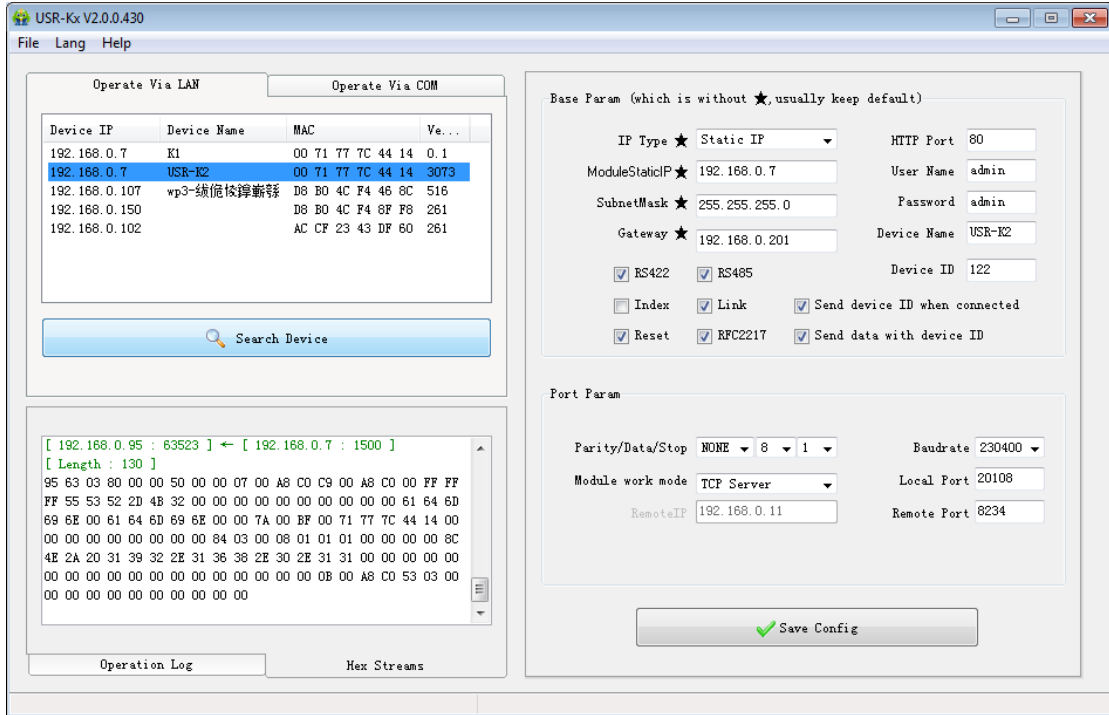 USR-Kx V2.0.0.430
File Lang Help
Operate Via LAN
Operate Via COM
Device IP Device Name MAC Ve...
192.168.0.7 K1 00 71 77 7C 44 14 0.1
192.168.0.7 USR-K2 00 71 77 7C 44 14 3073
192.168.0.107 D8 B0 4C F4 46 8C 516
192.168.0.150 D8 B0 4C F4 8F F8 261
192.168.0.102 AC CF 23 43 DF 60 261
Search Device
[ 192.168.0.95 : 63523 ] ← [ 192.168.0.7 : 1500 ]
[ Length : 130 ]
95 63 03 80 00 00 50 00 00 07 00 A8 C0 C9 00 A8 C0 00 FF FF
FF 55 53 52 2D 4B 32 00 00 00 00 00 00 00 00 00 00 61 64 6D
69 6E 00 61 64 6D 69 6E 00 00 7A 00 BF 00 71 77 7C 44 14 00
00 00 00 00 00 00 00 00 84 03 00 08 01 01 01 00 00 00 00 8C
4E 2A 20 31 39 32 2E 31 36 38 2E 30 2E 31 31 00 00 00 00 00
00 00 00 00 00 00 00 00 00 00 00 00 00 0B 00 A8 C0 53 03 00
00 00 00 00 00 00 00 00 00 00
Operation Log
Hex Streams
Base Param (which is without ★,usually keep default)
IP Type ★ Static IP
HTTP Port 80
ModuleStaticIP ★ 192.168.0.7
User Name admin
SubnetMask ★ 255.255.255.0
Password admin
Gateway ★ 192.168.0.201
Device Name USR-K2
RS422 RS485
Device ID 122
Index Link Send device ID when connected
Reset RFC2217 Send data with device ID
Port Param
Parity/Data/Stop NONE 8 1
Baudrate 230400
Module work mode TCP Server
Local Port 20108
RemoteIP 192.168.0.11
Remote Port 8234
Save Config